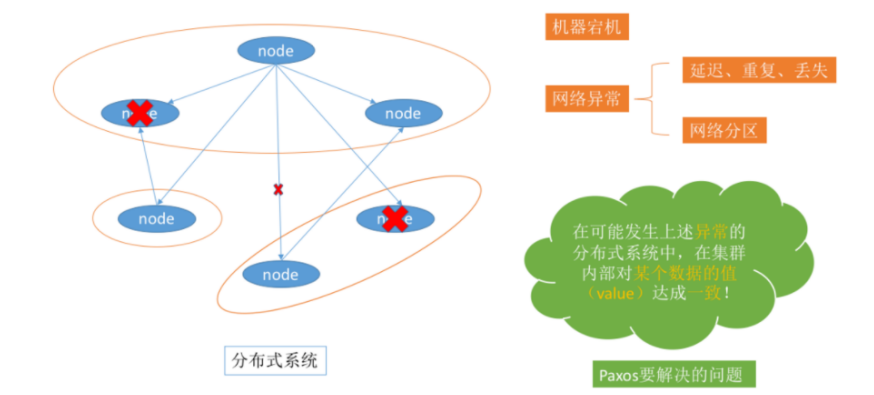 node
机器宕机
延迟、重复、丢失
网络异常
node
node
网络分区
node
node
node
在可能发生上述异常的
分布式系统中，在集群
内部对某个数据的值
（value）达成一致！
分布式系统
Paxos要解决的问题